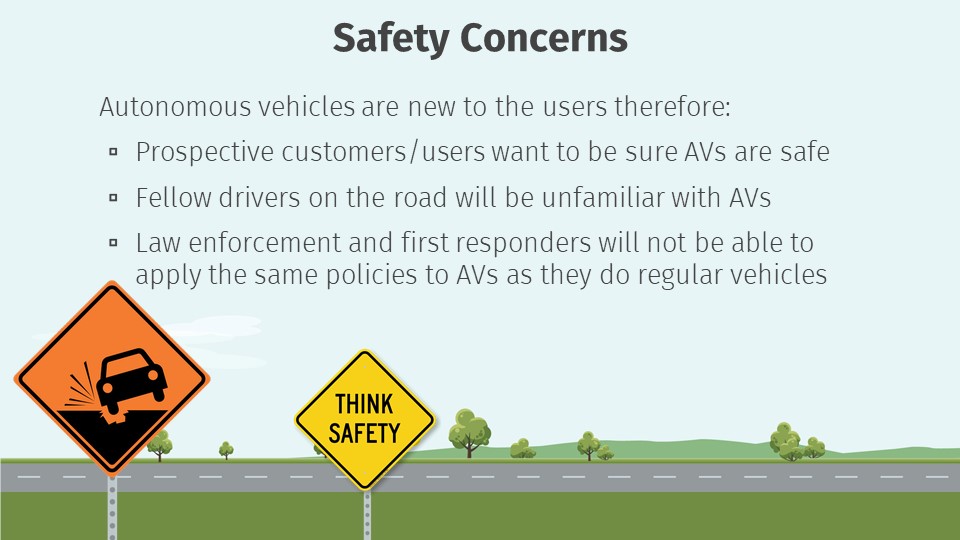 Safety Concerns
Autonomous vehicles are new to the users therefore:
Prospective customers/users want to be sure AVs are safe
Fellow drivers on the road will be unfamiliar with AVs
Law enforcement and first responders will not be able to
apply the same policies to AVs as they do regular vehicles
THINK
SAFETY